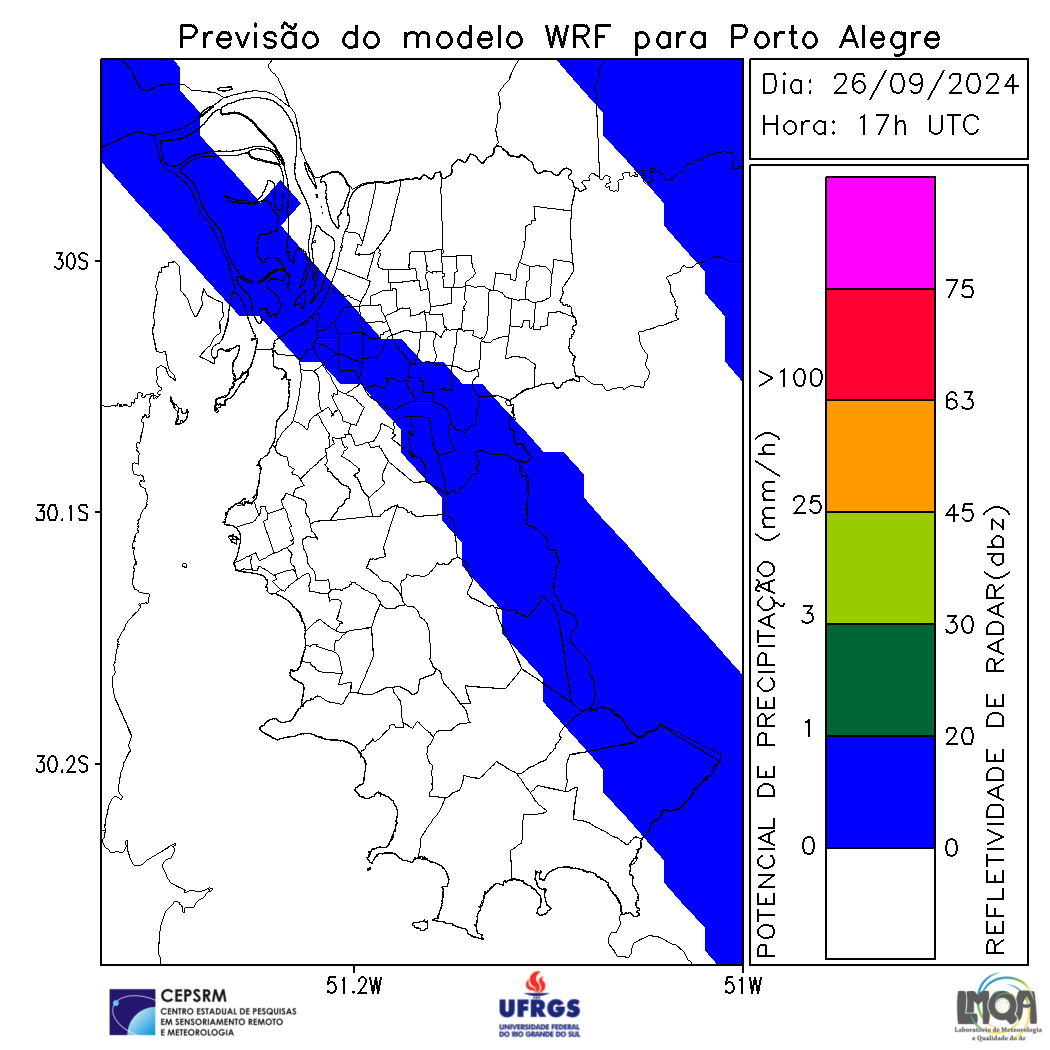 Previsão do modelo WRF para Porto Alegre
Dia: 26/09/2024
Hora: 17h UTC
30S
30.1S
30.2S
51.2W
51W
POTENCIAL DE PRECIPITAÇÃO (mm/h)
>100
25
3
1
0
75
63
45
30
20
0
REFLETIVIDADE DE RADAR(dbz)
CEPSRM
CENTRO ESTADUAL DE PESQUISAS
EM SENSORIAMENTO REMOTO
E METEOROLOGIA
UFRGS
UNIVERSIDADE FEDERAL
DO RIO GRANDE DO SUL
LMQA
Laboratório de Meteorologia
e Qualidade do Ar